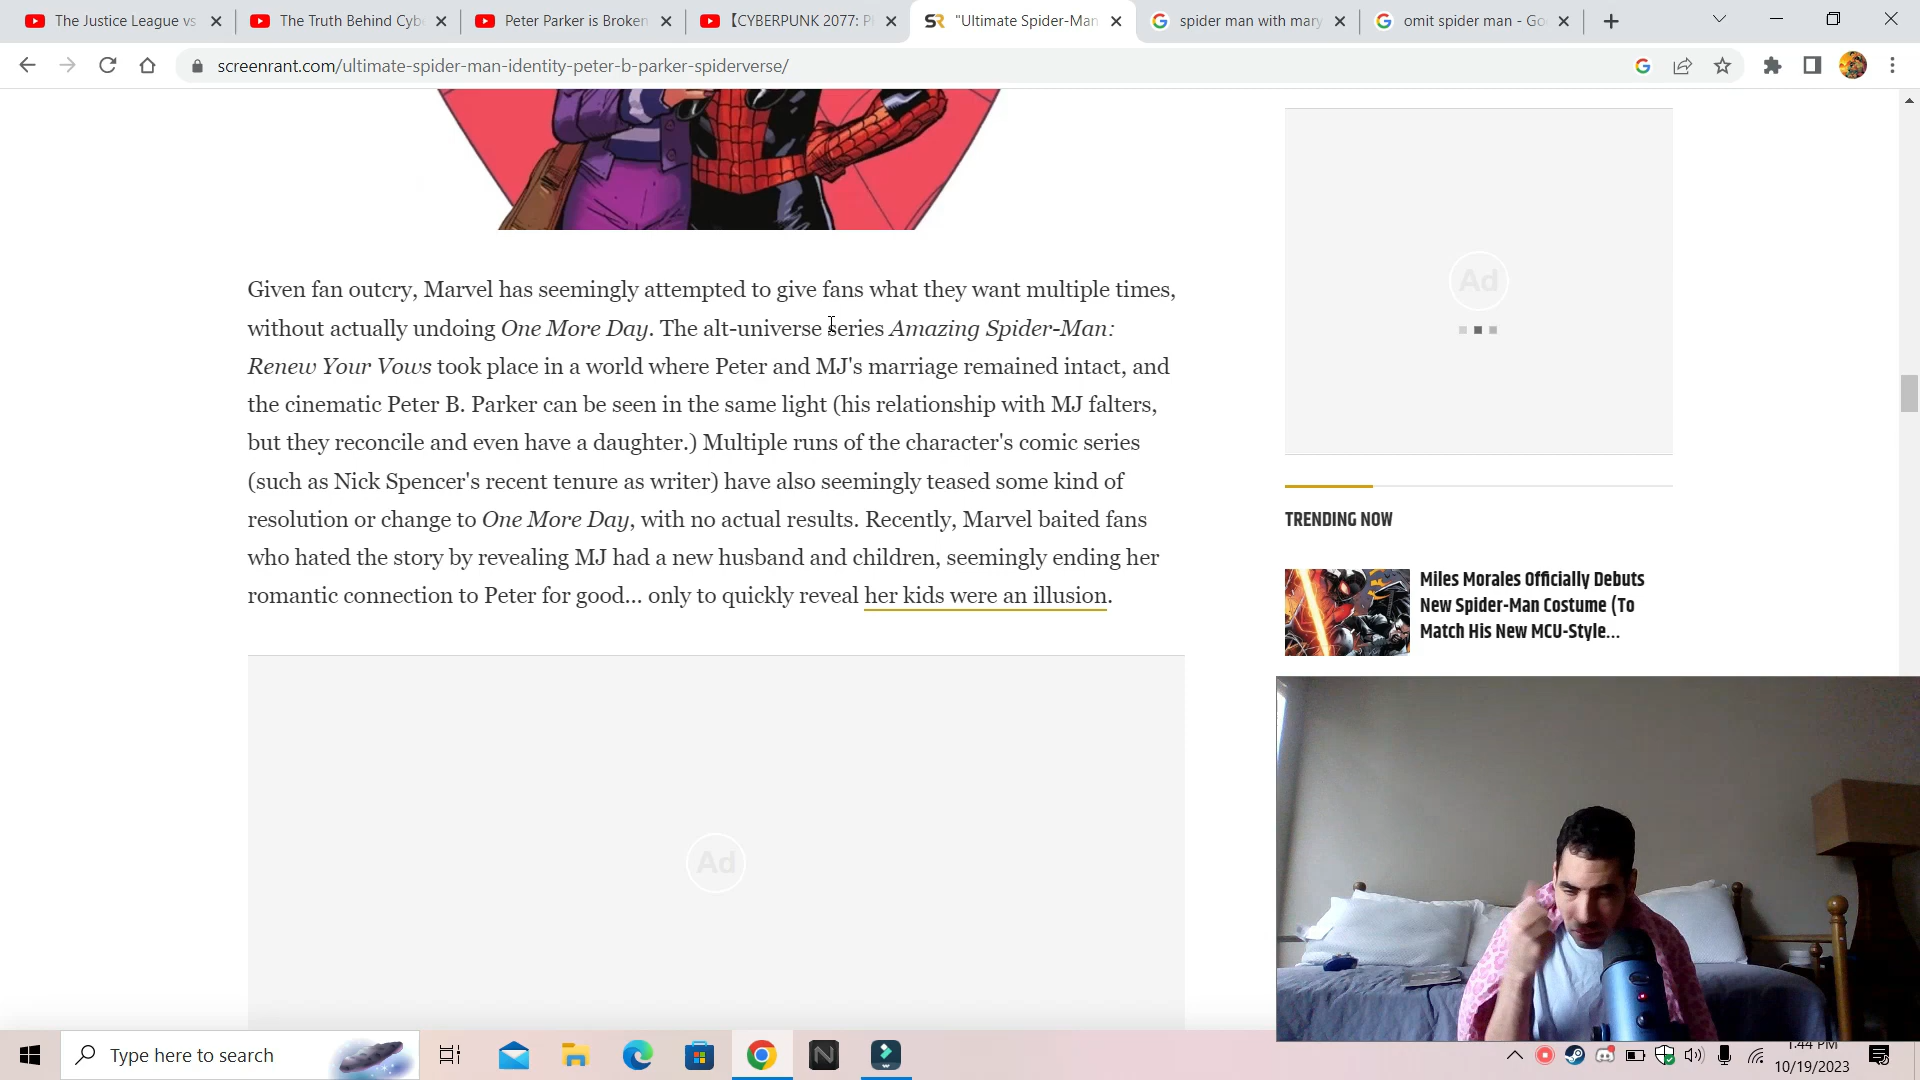 The Justice League vs
The Truth Behind Cybe
Peter Parker is Broken
【CYBERPUNK 2077: P
"Ultimate Spider-Man
spider man with mary
omit spider man - Go
screenrant.com/ultimate-spider-man-identity-peter-b-parker-spiderverse/
Given fan outcry, Marvel has seemingly attempted to give fans what they want multiple times,
without actually undoing One More Day. The alt-universe series Amazing Spider-Man:
Renew Your Vows took place in a world where Peter and MJ's marriage remained intact, and
the cinematic Peter B. Parker can be seen in the same light (his relationship with MJ falters,
but they reconcile and even have a daughter.) Multiple runs of the character's comic series
(such as Nick Spencer's recent tenure as writer) have also seemingly teased some kind of
resolution or change to One More Day, with no actual results. Recently, Marvel baited fans
who hated the story by revealing MJ had a new husband and children, seemingly ending her
romantic connection to Peter for good... only to quickly reveal her kids were an illusion.
Ad
Ad
TRENDING NOW
Miles Morales Officially Debuts
New Spider-Man Costume (To
Match His New MCU-Style...
Type here to search
1:44 PM
10/19/2023